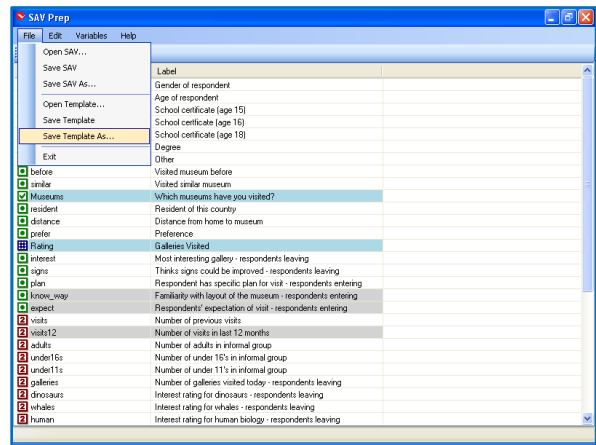 SAV Prep
File Edit Variables Help
Open SAV...
Save SAV
Save SAV As...
Open Template...
Save Template
Save Template As...
Exit
Label
Gender of respondent
Age of respondent
School certificate (age 15)
School certificate (age 16)
School certificate (age 18)
Degree
Other
before Visited museum before
similar Visited similar museum
Museums Which museums have you visited?
resident Resident of this country
distance Distance from home to museum
prefer Preference
Rating Galleries Visited
interest Most interesting gallery - respondents leaving
signs Thinks signs could be improved - respondents leaving
plan Respondent has specific plan for visit - respondents entering
know_way Familiarity with layout of the museum - respondents entering
expect Respondents' expectation of visit - respondents entering
2 visits Number of previous visits
2 visits12 Number of visits in last 12 months
2 adults Number of adults in informal group
2 under16s Number of under 16's in informal group
2 under11s Number of under 11's in informal group
2 galleries Number of galleries visited today - respondents leaving
2 dinosaurs Interest rating for dinosaurs - respondents leaving
2 whales Interest rating for whales - respondents leaving
2 human Interest rating for human biology - respondents leaving